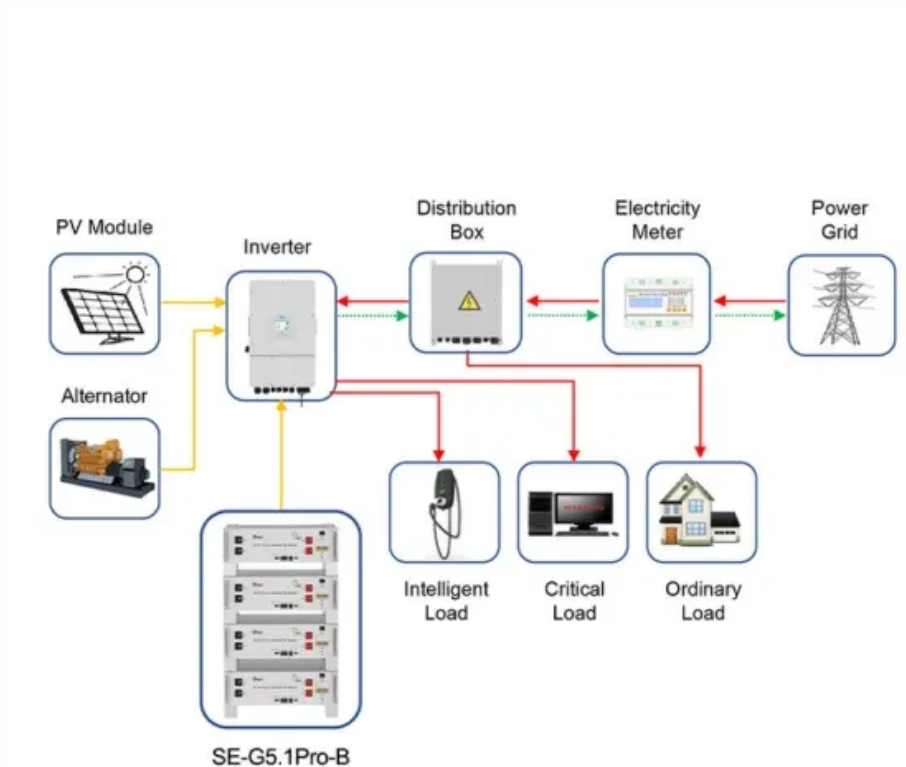 PV Module
Inverter
Distribution
Box
Electricity
Meter
Power
Grid
Alternator
Intelligent
Load
Critical
Load
Ordinary
Load
SE-G5.1Pro-B